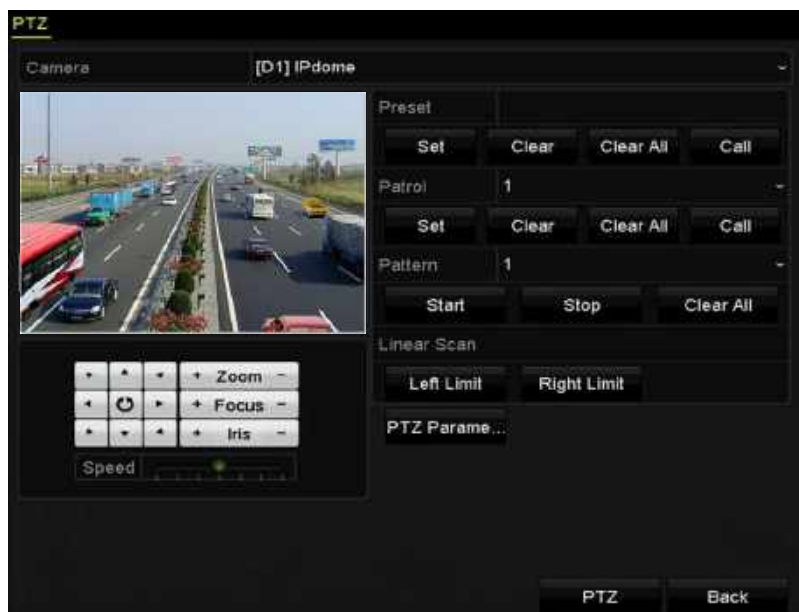 PTZ
Camera [D1] IPdome
Preset
Set Clear Clear All Call
Patrol 1
Set Clear Clear All Call
Pattern 1
Start Stop Clear All
Linear Scan
Left Limit Right Limit
PTZ Parame...
+ Zoom -
+ Focus -
+ Iris -
Speed
PTZ Back